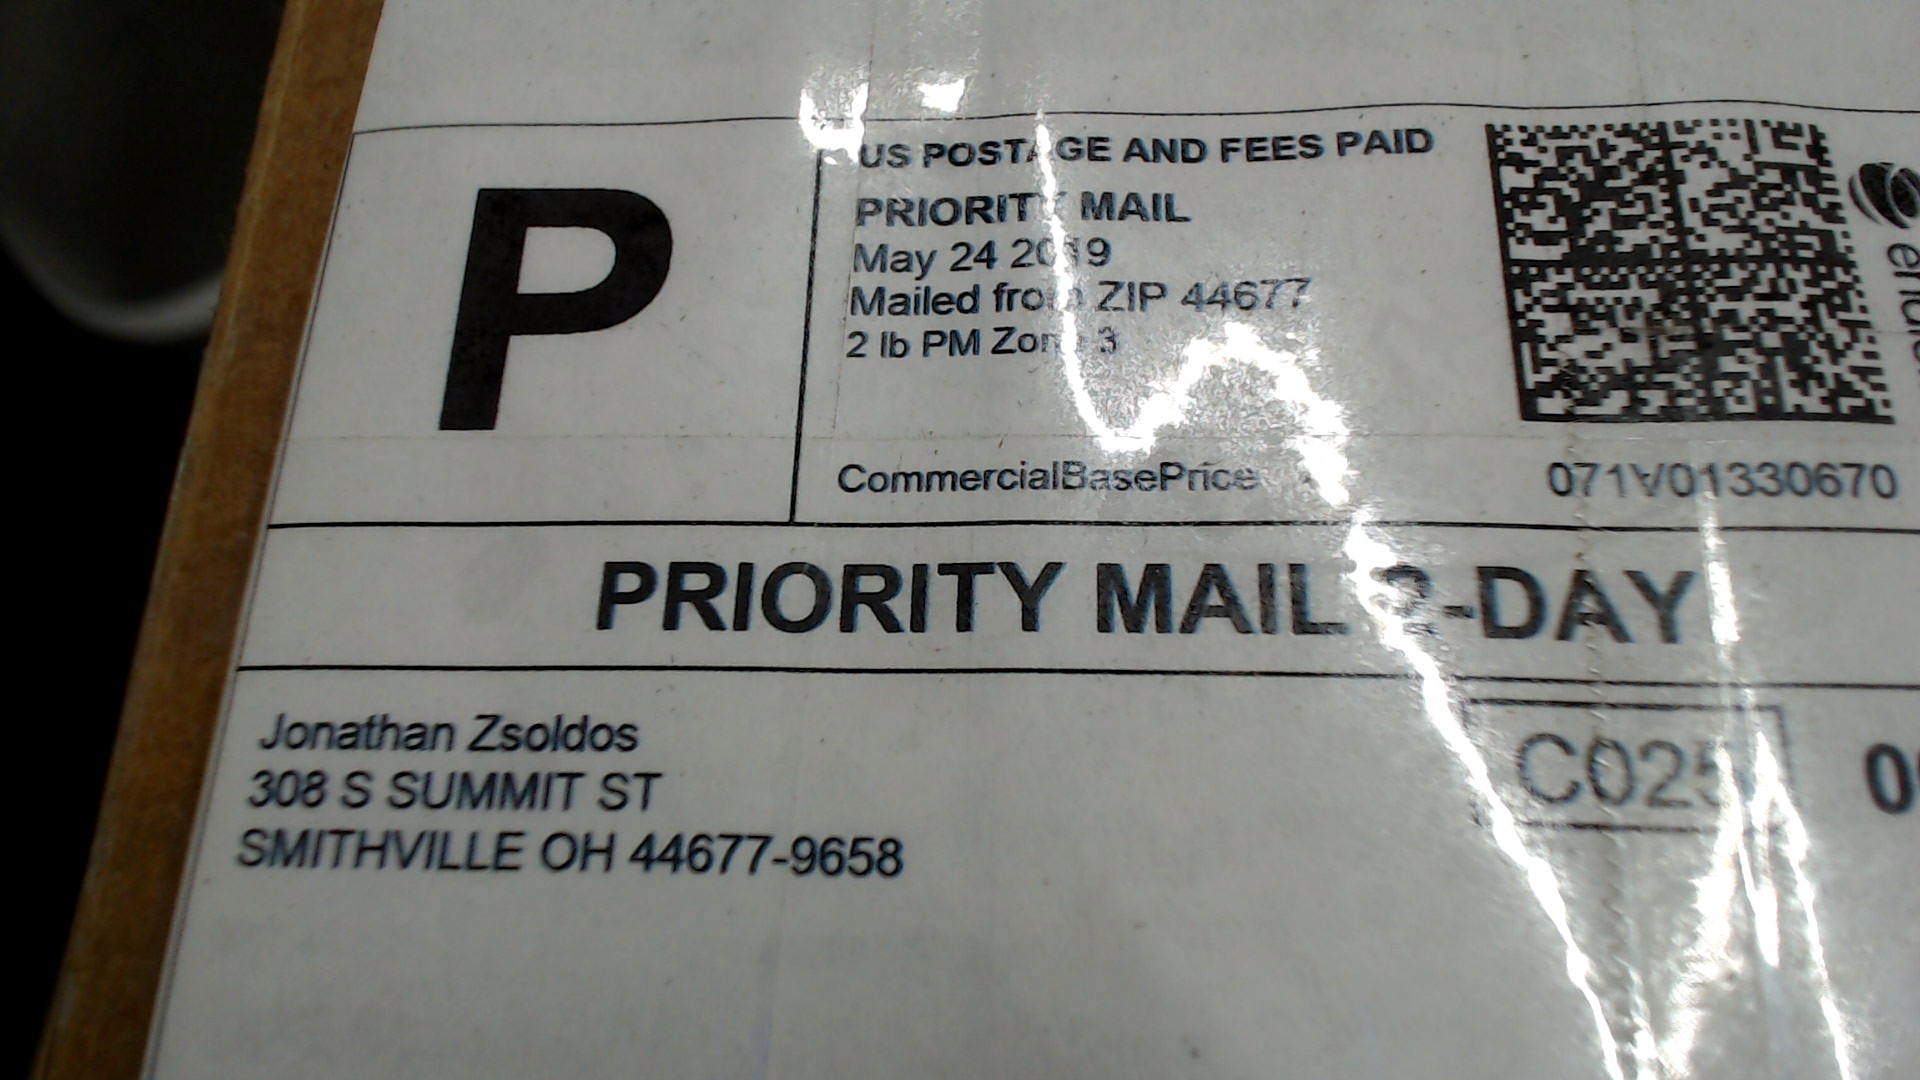 P
US POSTAGE AND FEES PAID
PRIORITY MAIL
May 24 2019
Mailed from ZIP 44677
2 lb PM Zone 3
CommercialBasePrice
071V01330670
PRIORITY MAIL 2-DAY
Jonathan Zsoldos
308 S SUMMIT ST
SMITHVILLE OH 44677-9658
C025